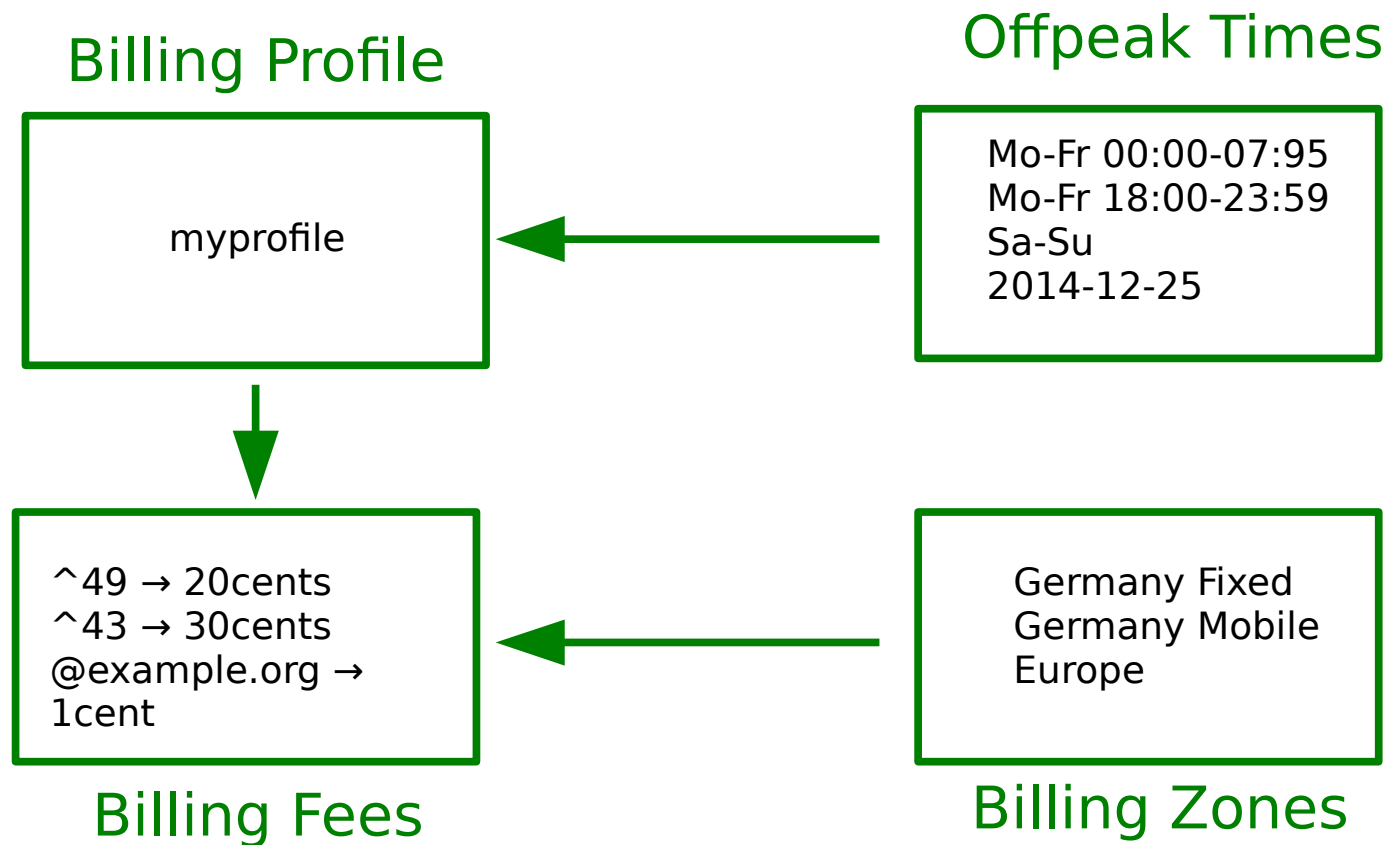 Billing Profile
myprofile
Offpeak Times
Mo-Fr 00:00-07:95
Mo-Fr 18:00-23:59
Sa-Su
2014-12-25
^49 → 20cents
^43 → 30cents
@example.org →
1cent
Billing Fees
Germany Fixed
Germany Mobile
Europe
Billing Zones